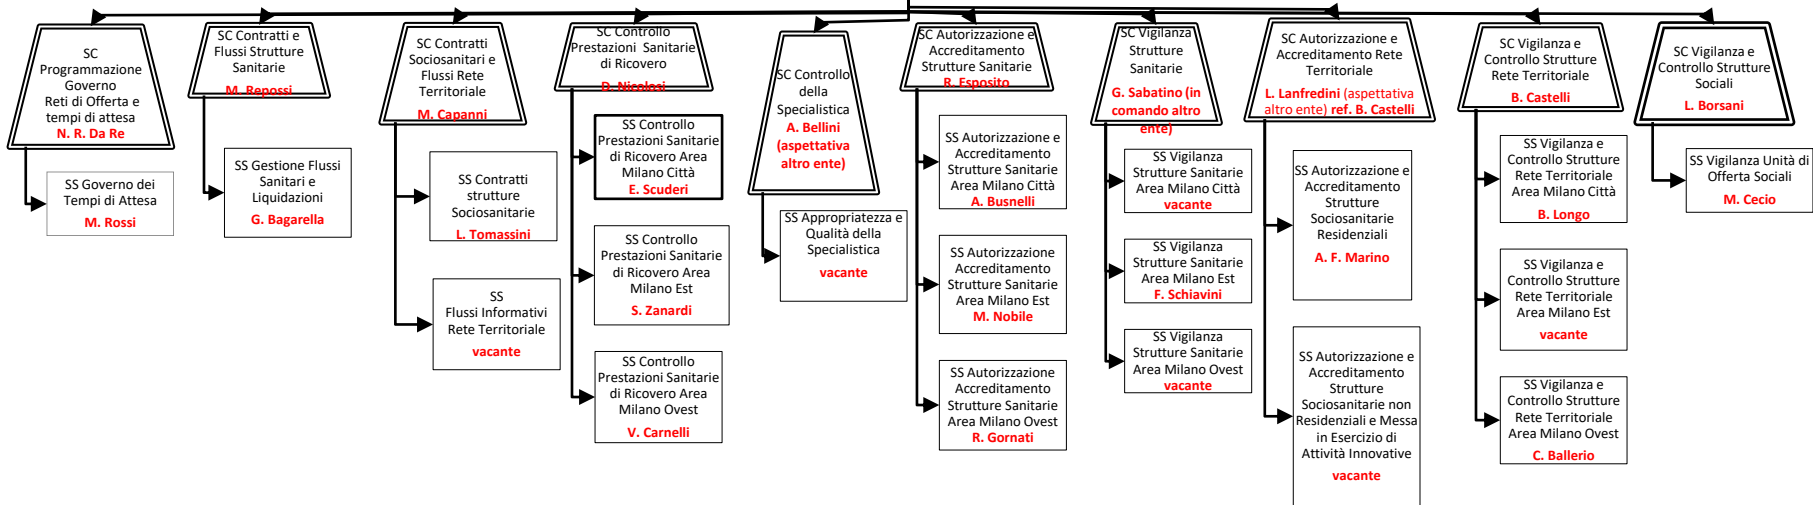 SC
Programmazione
Governo
Reti di Offerta e
tempi di attesa
N. R. Da Re
SS Governo dei
Tempi di Attesa
M. Rossi
SC Contratti e
Flussi Strutture
Sanitarie
M. Repossi
SS Gestione Flussi
Sanitari e
Liquidazioni
G. Bagarella
SC Contratti
Sociosanitari e
Flussi Rete
Territoriale
M. Capanni
SS Contratti
strutture
Sociosanitarie
L. Tomassini
SS
Flussi Informativi
Rete Territoriale
vacante
SC Controllo
Prestazioni Sanitarie
di Ricovero
D. Nicolosi
SS Controllo
Prestazioni Sanitarie
di Ricovero Area
Milano Città
E. Scuderi
SS Controllo
Prestazioni Sanitarie
di Ricovero Area
Milano Est
S. Zanardi
SS Controllo
Prestazioni Sanitarie
di Ricovero Area
Milano Ovest
V. Carnelli
SC Controllo
della
Specialistica
A. Bellini
(aspettativa
altro ente)
SS Appropriatezza e
Qualità della
Specialistica
vacante
SC Autorizzazione e
Accreditamento
Strutture Sanitarie
R. Esposito
SS Autorizzazione e
Accreditamento
Strutture Sanitarie
Area Milano Città
A. Busnelli
SS Autorizzazione
Accreditamento
Strutture Sanitarie
Area Milano Est
M. Nobile
SS Autorizzazione
Accreditamento
Strutture Sanitarie
Area Milano Ovest
R. Gornati
SC Vigilanza
Strutture
Sanitarie
G. Sabatino (in
comando altro
ente)
SS Vigilanza
Strutture Sanitarie
Area Milano Città
vacante
SS Vigilanza
Strutture Sanitarie
Area Milano Est
F. Schiavini
SS Vigilanza
Strutture Sanitarie
Area Milano Ovest
vacante
SC Autorizzazione e
Accreditamento Rete
Territoriale
L. Lanfredini (aspettativa
altro ente) ref. B. Castelli
SS Autorizzazione e
Accreditamento
Strutture
Sociosanitarie
Residenziali
A. F. Marino
SS Autorizzazione e
Accreditamento
Strutture
Sociosanitarie non
Residenziali e Messa
in Esercizio di
Attività Innovative
vacante
SC Vigilanza e
Controllo Strutture
Rete Territoriale
B. Castelli
SS Vigilanza e
Controllo Strutture
Rete Territoriale
Area Milano Città
B. Longo
SS Vigilanza e
Controllo Strutture
Rete Territoriale
Area Milano Est
vacante
SS Vigilanza e
Controllo Strutture
Rete Territoriale
Area Milano Ovest
C. Ballerio
SC Vigilanza e
Controllo Strutture
Sociali
L. Borsani
SS Vigilanza Unità di
Offerta Sociali
M. Cecio